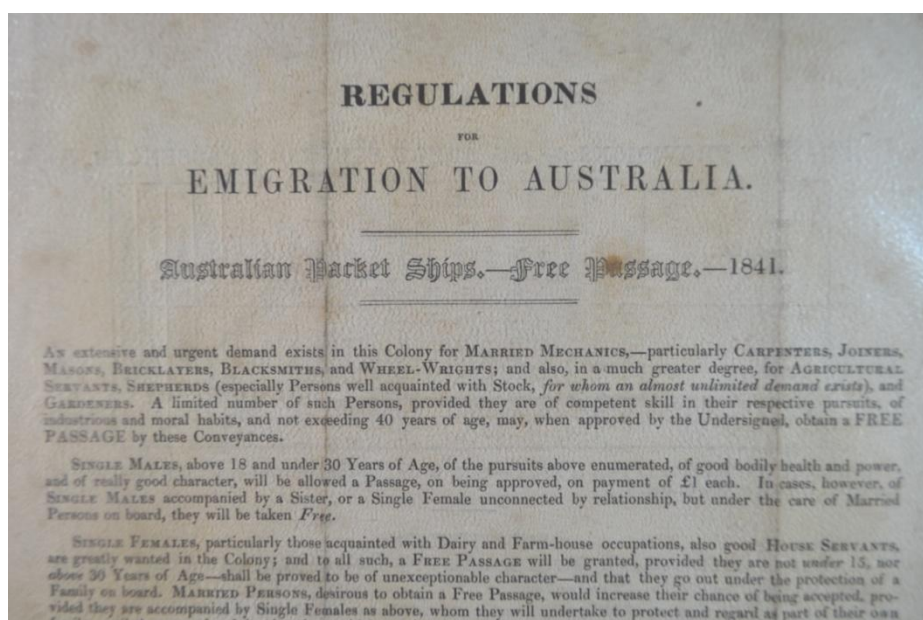 REGULATIONS
FOR
EMIGRATION TO AUSTRALIA.
Australian Packet Ships.—Free Passage.—1841.
An extensive and urgent demand exists in this Colony for MARRIED MECHANICS,—particularly CARPENTERS, JOINERS,
MASONS, BRICKLAYERS, BLACKSMITHS, and WHEEL-WRIGHTS; and also, in a much greater degree, for AGRICULTURAL
SERVANTS, SHEPHERDS (especially Persons well acquainted with Stock, for whom an almost unlimited demand exists), and
GARDENERS. A limited number of such Persons, provided they are of competent skill in their respective pursuits, of
industrious and moral habits, and not exceeding 40 years of age, may, when approved by the Undersigned, obtain a FREE
PASSAGE by these Conveyances.
SINGLE MALES, above 18 and under 30 Years of Age, of the pursuits above enumerated, of good bodily health and power,
and of really good character, will be allowed a Passage, on being approved, on payment of £1 each. In cases, however, of
SINGLE MALES accompanied by a Sister, or a Single Female unconnected by relationship, but under the care of Married
Persons on board, they will be taken Free.
SINGLE FEMALES, particularly those acquainted with Dairy and Farm-house occupations, also good HOUSE SERVANTS,
are greatly wanted in the Colony; and to all such, a FREE PASSAGE will be granted, provided they are not under 15, nor
above 30 Years of Age—shall be proved to be of unexceptionable character—and that they go out under the protection of a
Family on board. MARRIED PERSONS, desirous to obtain a Free Passage, would increase their chance of being accepted, pro-
vided they are accompanied by Single Females as above, whom they will undertake to protect and regard as part of their own